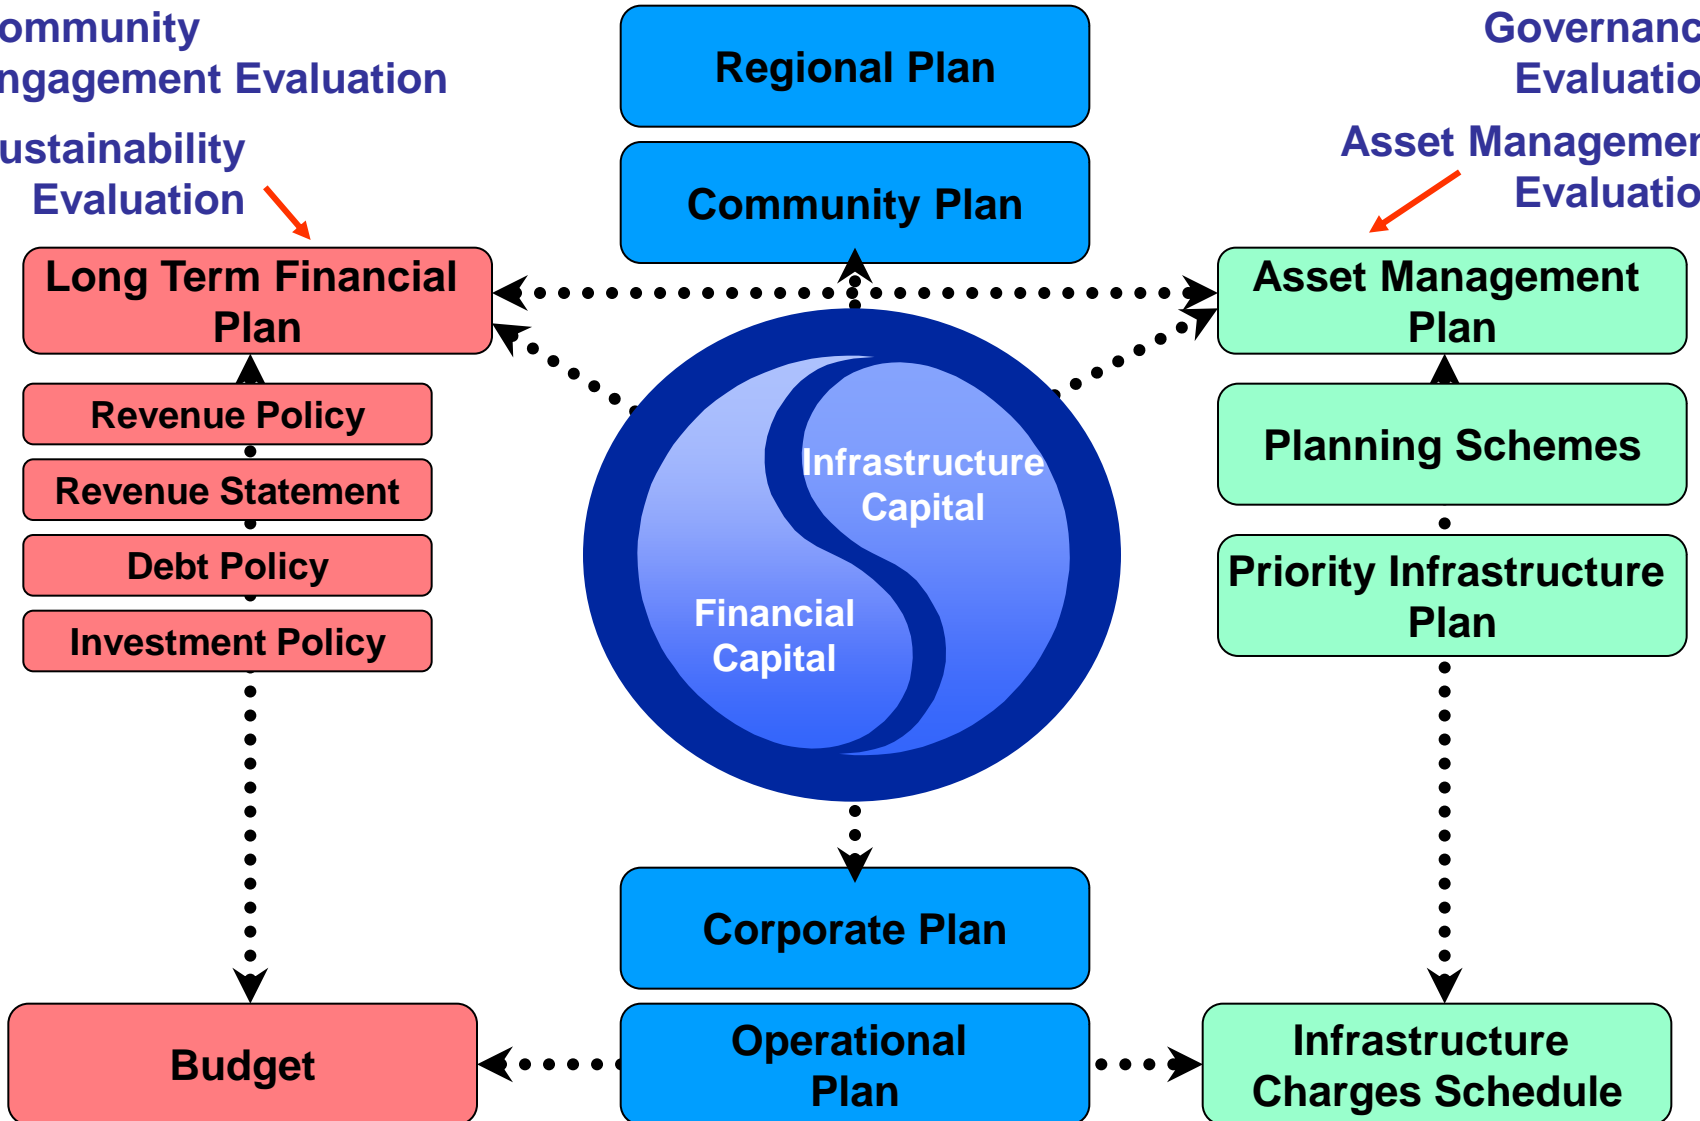 ommunity
ngagement Evaluation
ustainability
Evaluation
Regional Plan
Community Plan
Governanc
Evaluatio
Asset Managemen
Evaluatio
Long Term Financial
Plan
Revenue Policy
Revenue Statement
Debt Policy
Investment Policy
Infrastructure
Capital
Financial
Capital
Asset Management
Plan
Planning Schemes
Priority Infrastructure
Plan
Corporate Plan
Budget
Operational
Plan
Infrastructure
Charges Schedule